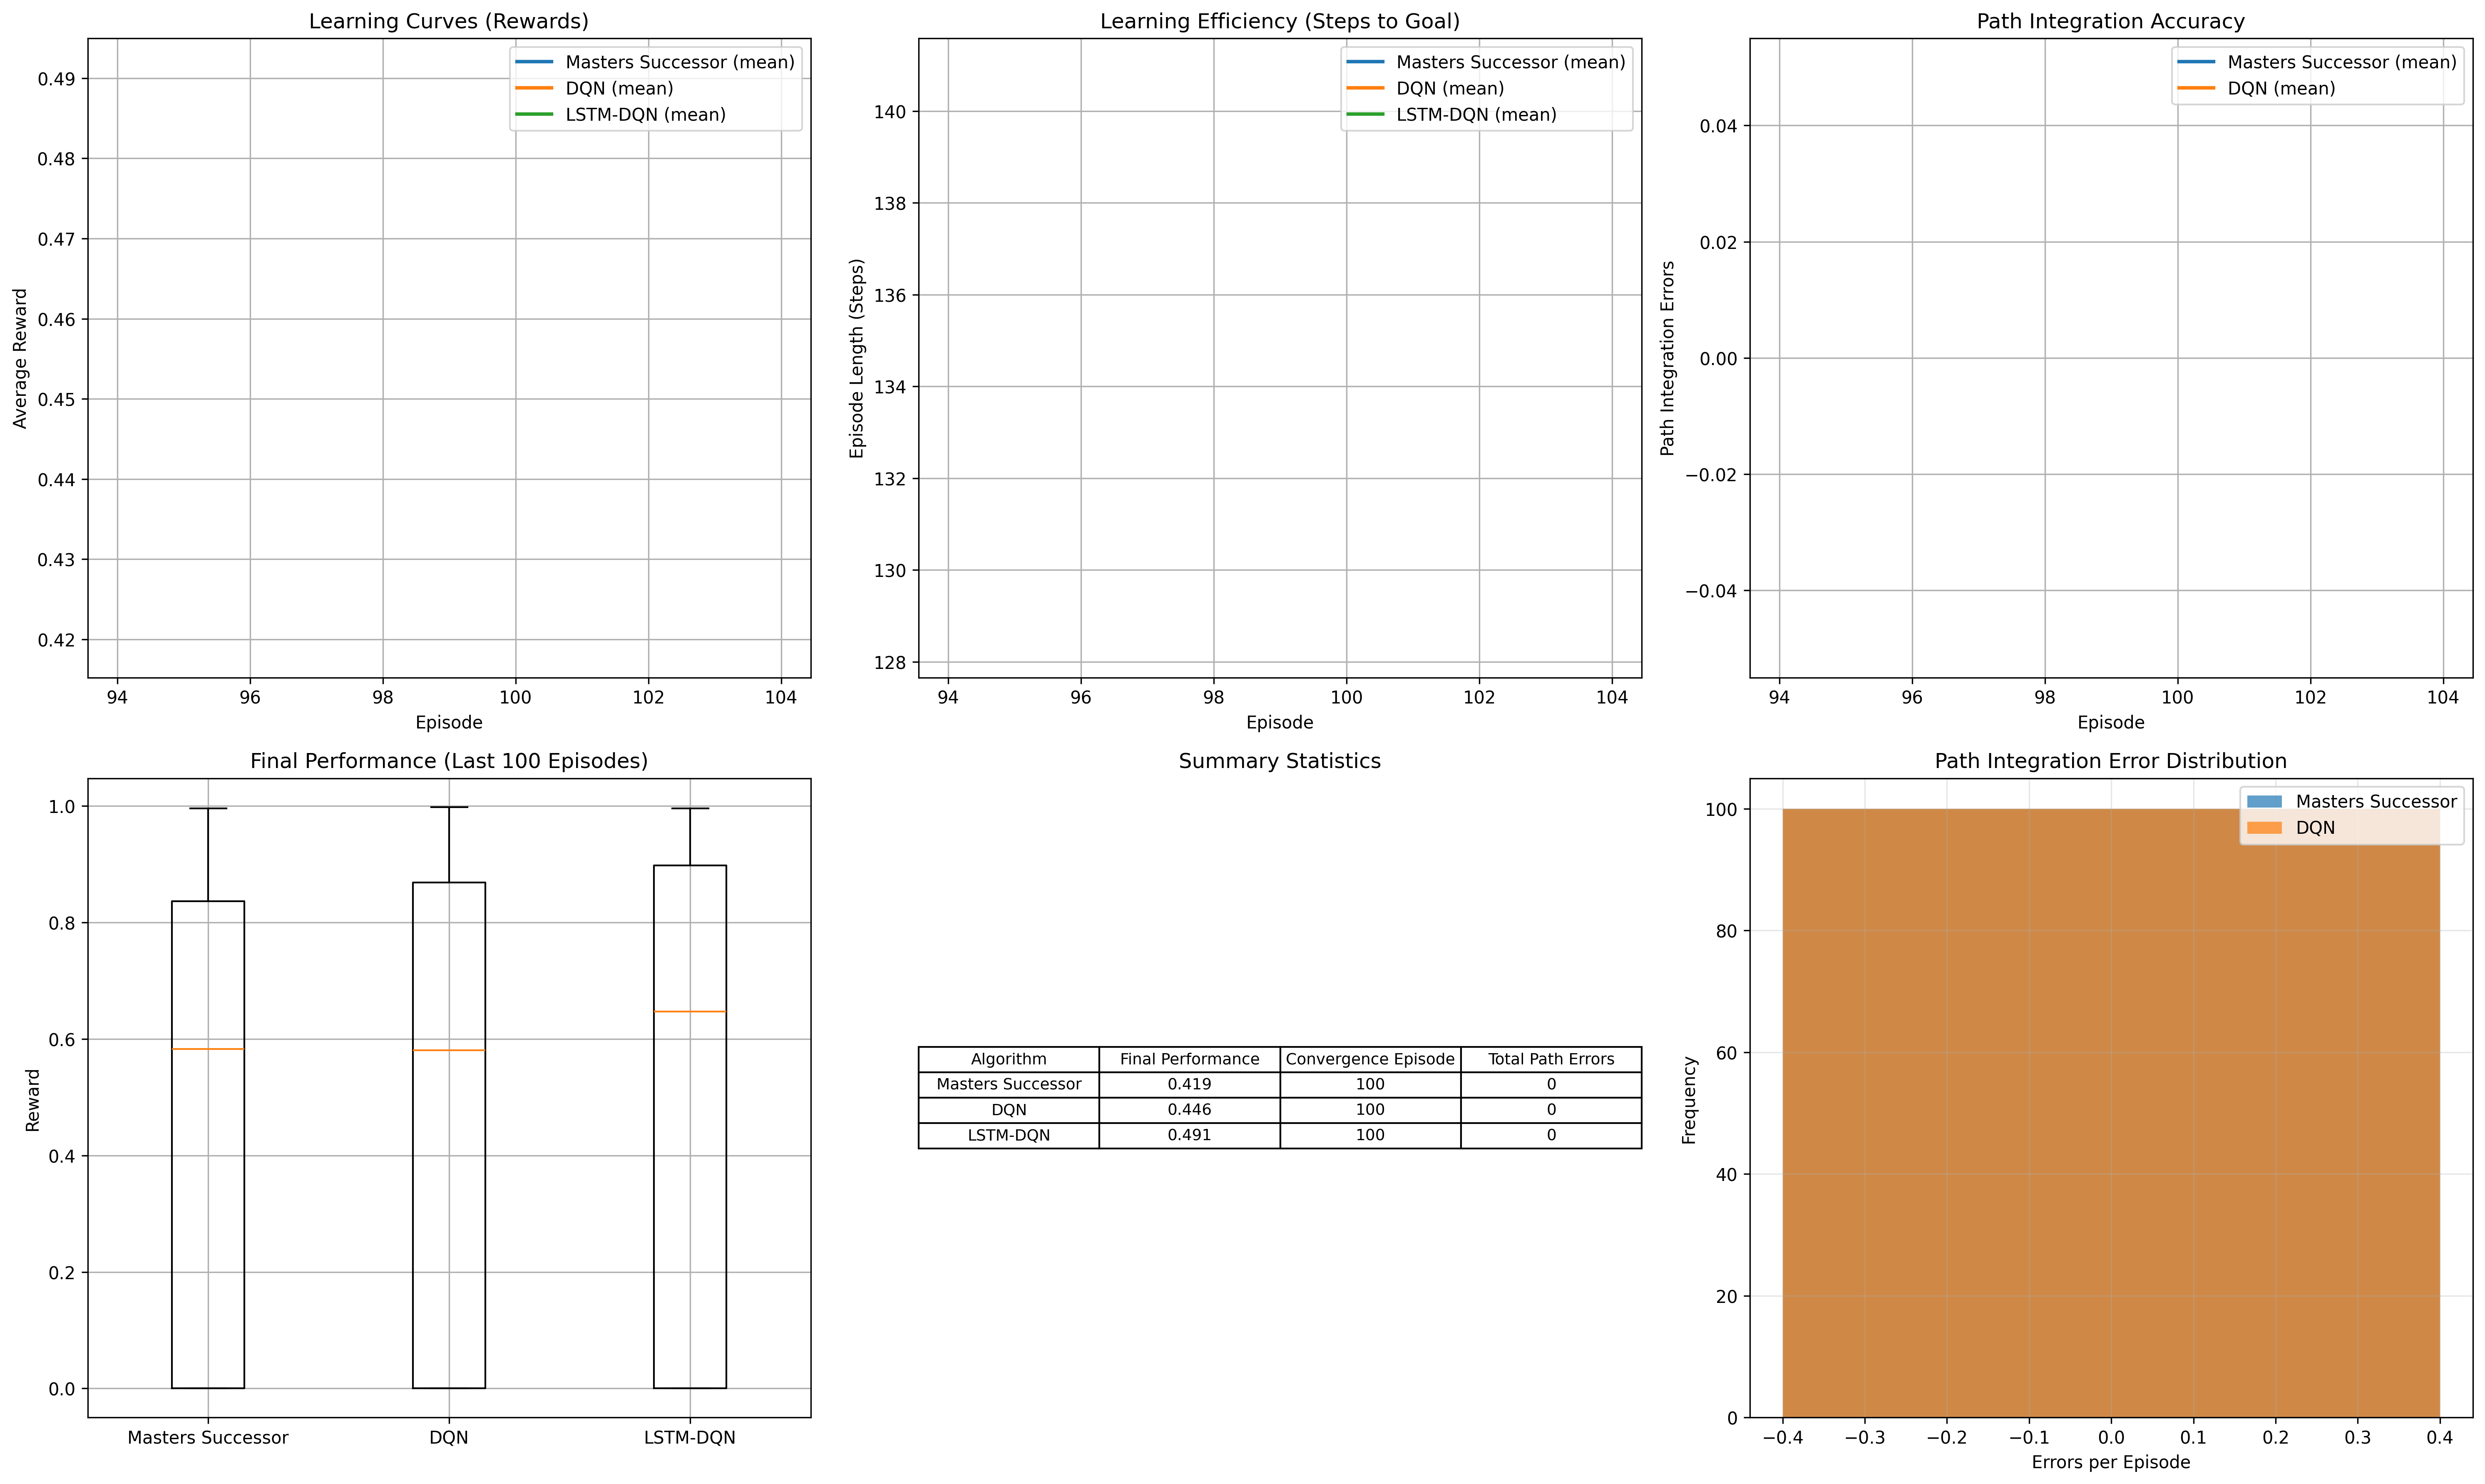 Learning Curves (Rewards)
Average Reward
0.49
0.48
0.47
0.46
0.45
0.44
0.43
0.42
94 96 98 100 102 104
Episode
Masters Successor (mean)
DQN (mean)
LSTM-DQN (mean)
Learning Efficiency (Steps to Goal)
Episode Length (Steps)
140
138
136
134
132
130
128
94 96 98 100 102 104
Episode
Masters Successor (mean)
DQN (mean)
LSTM-DQN (mean)
Path Integration Accuracy
Path Integration Errors
0.04
0.02
0.00
−0.02
−0.04
94 96 98 100 102 104
Episode
Masters Successor (mean)
DQN (mean)
Final Performance (Last 100 Episodes)
Reward
1.0
0.8
0.6
0.4
0.2
0.0
Masters Successor DQN LSTM-DQN
Summary Statistics
Algorithm Final Performance Convergence Episode Total Path Errors
Masters Successor 0.419 100 0
DQN 0.446 100 0
LSTM-DQN 0.491 100 0
Path Integration Error Distribution
Frequency
100
80
60
40
20
0
−0.4 −0.3 −0.2 −0.1 0.0 0.1 0.2 0.3 0.4
Errors per Episode
Masters Successor
DQN